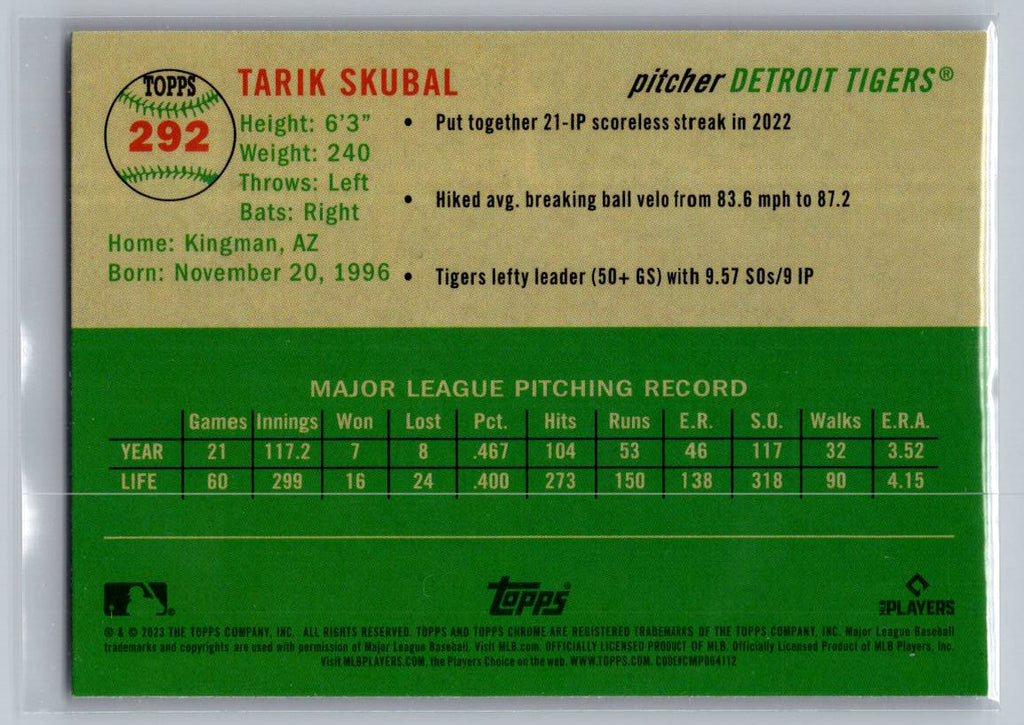 TOPPS
292
TARIK SKUBAL
pitcher DETROIT TIGERS®
Height: 6'3"
Weight: 240
Throws: Left
Bats: Right
Home: Kingman, AZ
Born: November 20, 1996
• Put together 21-IP scoreless streak in 2022
• Hiked avg. breaking ball velo from 83.6 mph to 87.2
• Tigers lefty leader (50+ GS) with 9.57 SOs/9 IP
MAJOR LEAGUE PITCHING RECORD
Games Innings Won Lost Pct. Hits Runs E.R. S.O. Walks E.R.A.
YEAR 21 117.2 7 8 .467 104 53 46 117 32 3.52
LIFE 60 299 16 24 .400 273 150 138 318 90 4.15
topps®
MLB PLAYERS
® & © 2023 THE TOPPS COMPANY, INC. ALL RIGHTS RESERVED. TOPPS AND TOPPS CHROME ARE REGISTERED TRADEMARKS OF THE TOPPS COMPANY, INC. Major League Baseball
trademarks and copyrights are used with permission of Major League Baseball. Visit MLB.com. OFFICIALLY LICENSED PRODUCT OF MLB. Officially Licensed Product of MLB Players, Inc.
Visit MLBPLAYERS.COM, the Players Choice on the web. WWW.TOPPS.COM. CODE#CMP064112